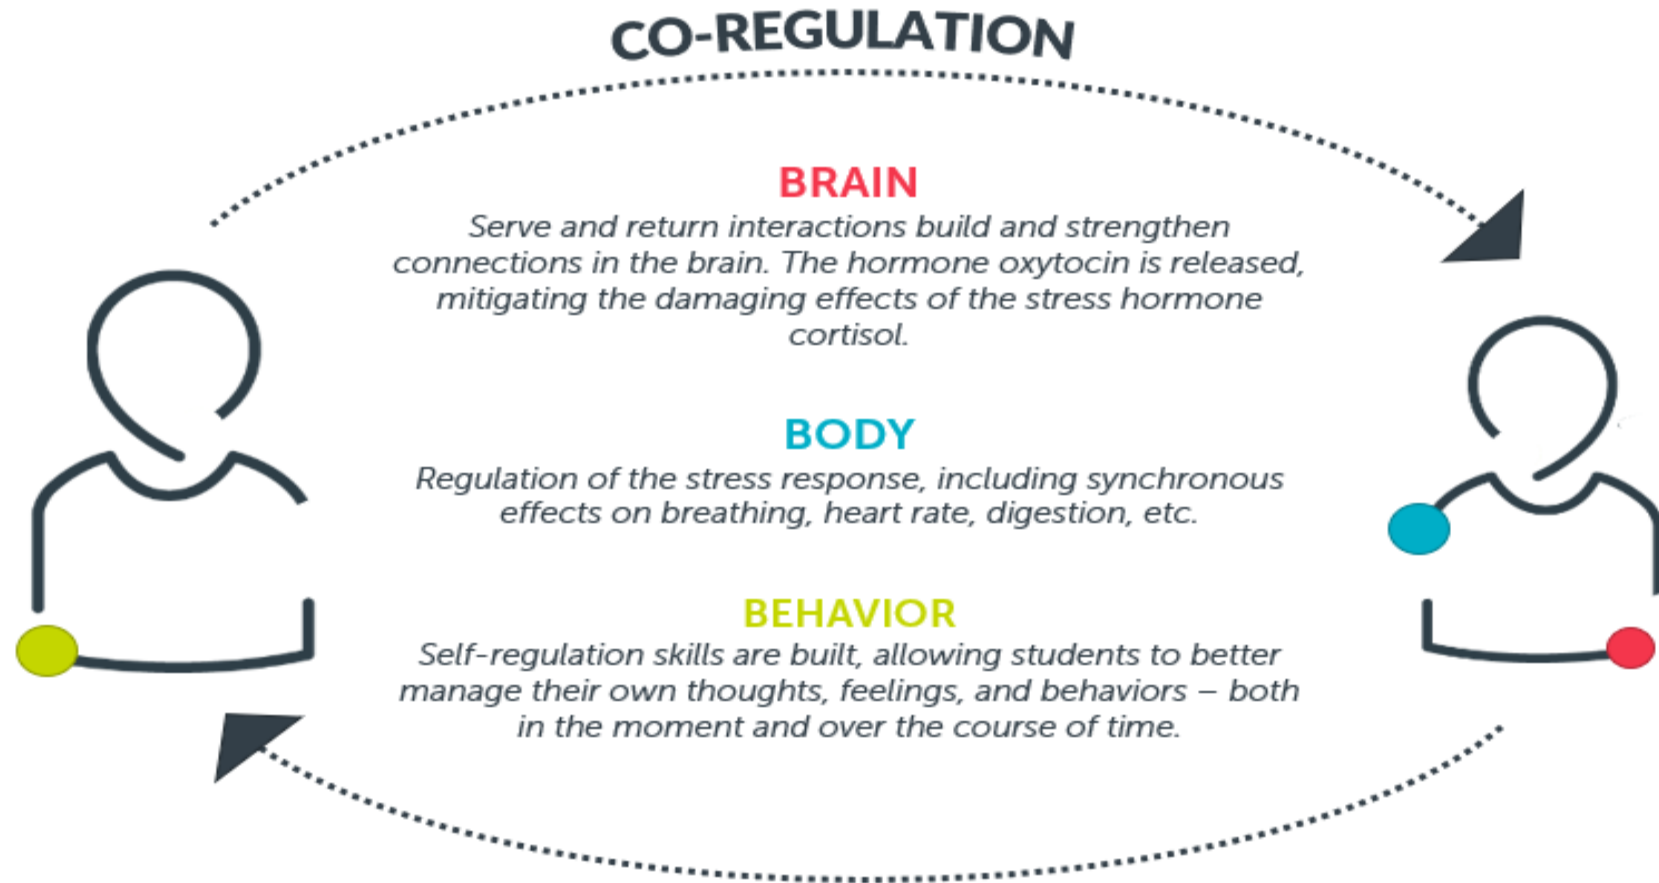 CO-REGULATION
BRAIN
Serve and return interactions build and strengthen
connections in the brain. The hormone oxytocin is released,
mitigating the damaging effects of the stress hormone
cortisol.
BODY
Regulation of the stress response, including synchronous
effects on breathing, heart rate, digestion, etc.
BEHAVIOR
Self-regulation skills are built, allowing students to better
manage their own thoughts, feelings, and behaviors – both
in the moment and over the course of time.